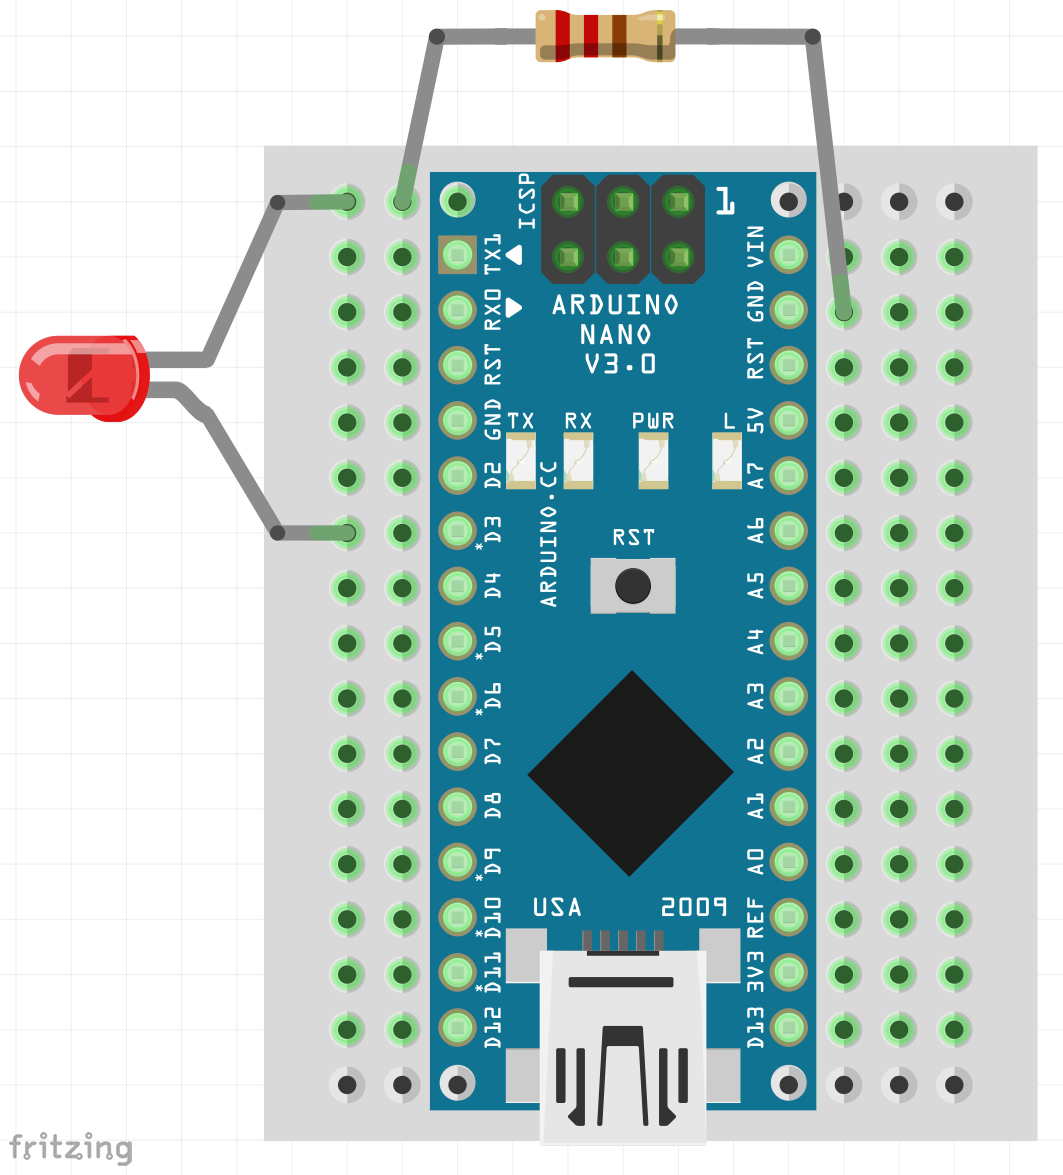 ICSP
1
TX1
RX0
RST
GND
D2
*D3
D4
*D5
*D6
D7
D8
*D9
*D10
*D11
D12
VIN
GND
RST
5V
A7
A6
A5
A4
A3
A2
A1
A0
REF
3V3
D13
ARDUINO
NANO
V3.0
TX RX PWR L
ARDUINO.CC
RST
USA 2009
fritzing